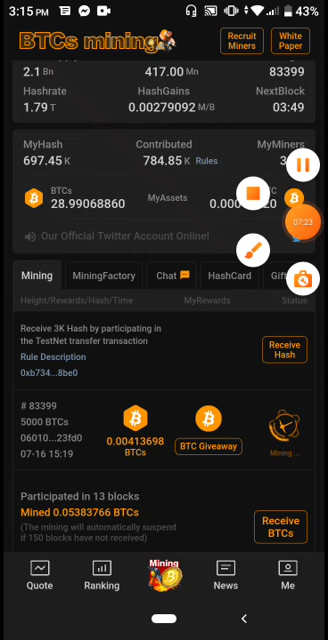 3:15 PM
43%
BTCs mining
Recruit Miners
White Paper
2.1 Bn
417.00 Mn
83399
Hashrate
HashGains
NextBlock
1.79 T
0.00279092 M/B
03:49
MyHash
Contributed
MyMiners
697.45 K
784.85 K Rules
3
BTCs
28.99068860
MyAssets
07:23
Our Official Twitter Account Online!
Mining
MiningFactory
Chat
HashCard
Gift
Height/Rewards/Hash/Time
MyRewards
Status
Receive 3K Hash by participating in
the TestNet transfer transaction
Rule Description
0xb734...8be0
Receive Hash
# 83399
5000 BTCs
06010...23fd0
07-16 15:19
0.00413698
BTCs
BTC Giveaway
Mining ...
Participated in 13 blocks
Mined 0.05383766 BTCs
(The mining will automatically suspend
if 150 blocks have not received)
Receive BTCs
Mining
Quote
Ranking
News
Me